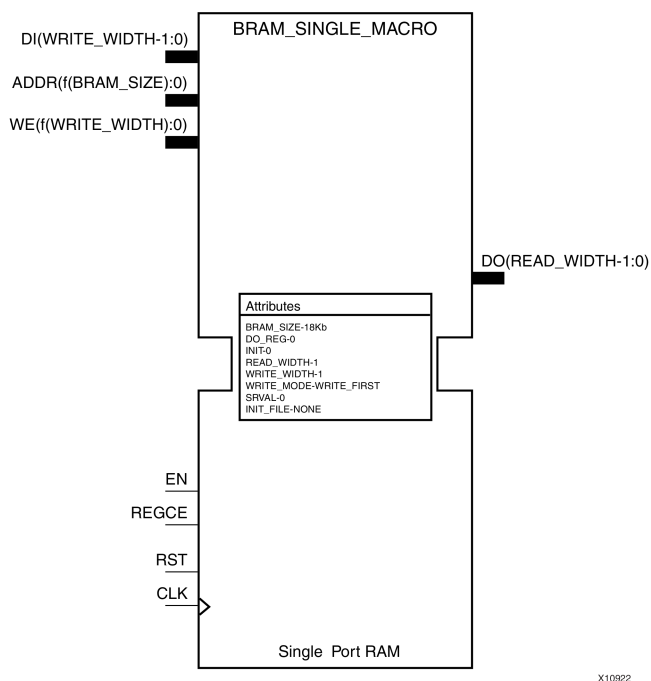 BRAM_SINGLE_MACRO
DI(WRITE_WIDTH-1:0)
ADDR(f(BRAM_SIZE):0)
WE(f(WRITE_WIDTH):0)
DO(READ_WIDTH-1:0)
Attributes
BRAM_SIZE-18Kb
DO_REG-0
INIT-0
READ_WIDTH-1
WRITE_WIDTH-1
WRITE_MODE-WRITE_FIRST
SRVAL-0
INIT_FILE-NONE
EN
REGCE
RST
CLK
Single Port RAM
X10922